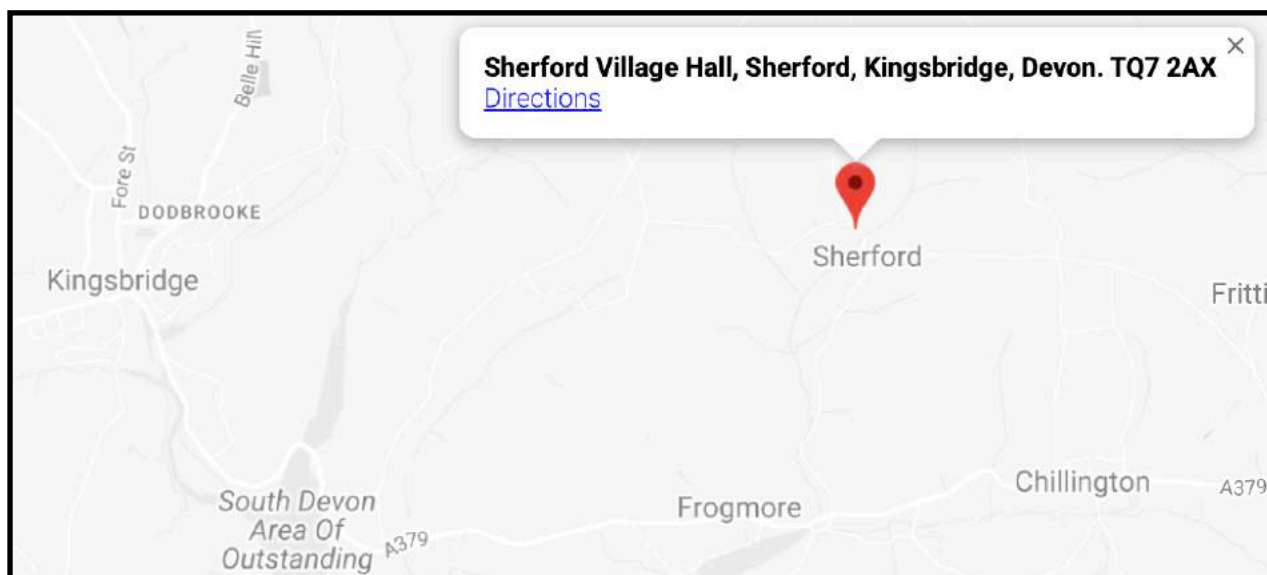 Belle Hil
Sherford Village Hall, Sherford, Kingsbridge, Devon. TQ7 2AX
Directions
Fore St
DODBROOKE
Sherford
Kingsbridge
Fritti
Chillington
A379
South Devon
Area Of
Outstanding
A379
Frogmore